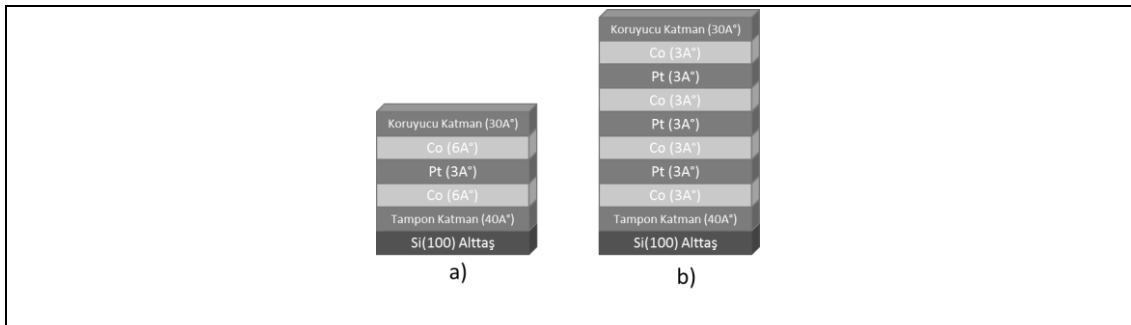 Koruyucu Katman (30A°)
Co (6A°)
Pt (3A°)
Co (6A°)
Tampon Katman (40A°)
Si(100) Alttaş
a)
Koruyucu Katman (30A°)
Co (3A°)
Pt (3A°)
Co (3A°)
Pt (3A°)
Co (3A°)
Pt (3A°)
Co (3A°)
Tampon Katman (40A°)
Si(100) Alttaş
b)